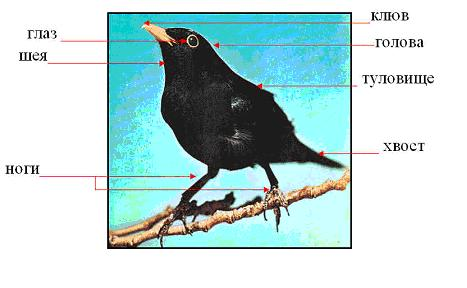 клюв
глаз
голова
шея
туловище
хвост
ноги